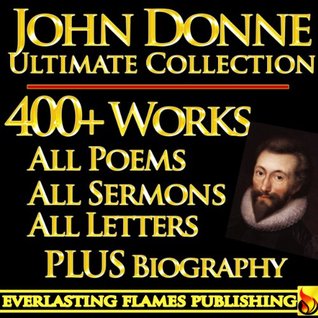 JOHN DONNE
ULTIMATE COLLECTION
400+ WORKS
ALL POEMS
ALL SERMONS
ALL LETTERS
PLUS BIOGRAPHY
EVERLASTING FLAMES PUBLISHING